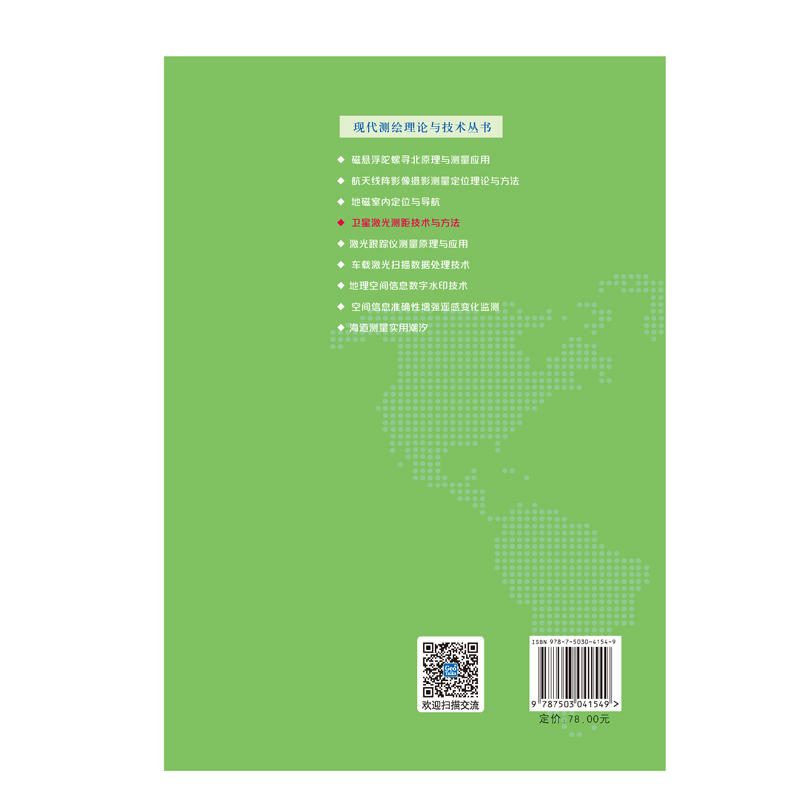 现代测绘理论与技术丛书
◆ 磁悬浮陀螺寻北原理与测量应用
◆ 航天线阵影像摄影测量定位理论与方法
◆ 地磁室内定位与导航
◆ 卫星激光测距技术与方法
◆ 激光跟踪仪测量原理与应用
◆ 车载激光扫描数据处理技术
◆ 地理空间信息数字水印技术
◆ 空间信息准确性增强遥感变化监测
◆ 海道测量实用潮汐
ISBN 978-7-5030-4154-9
9 787503 041549 >
欢迎扫描交流
定价:78.00元